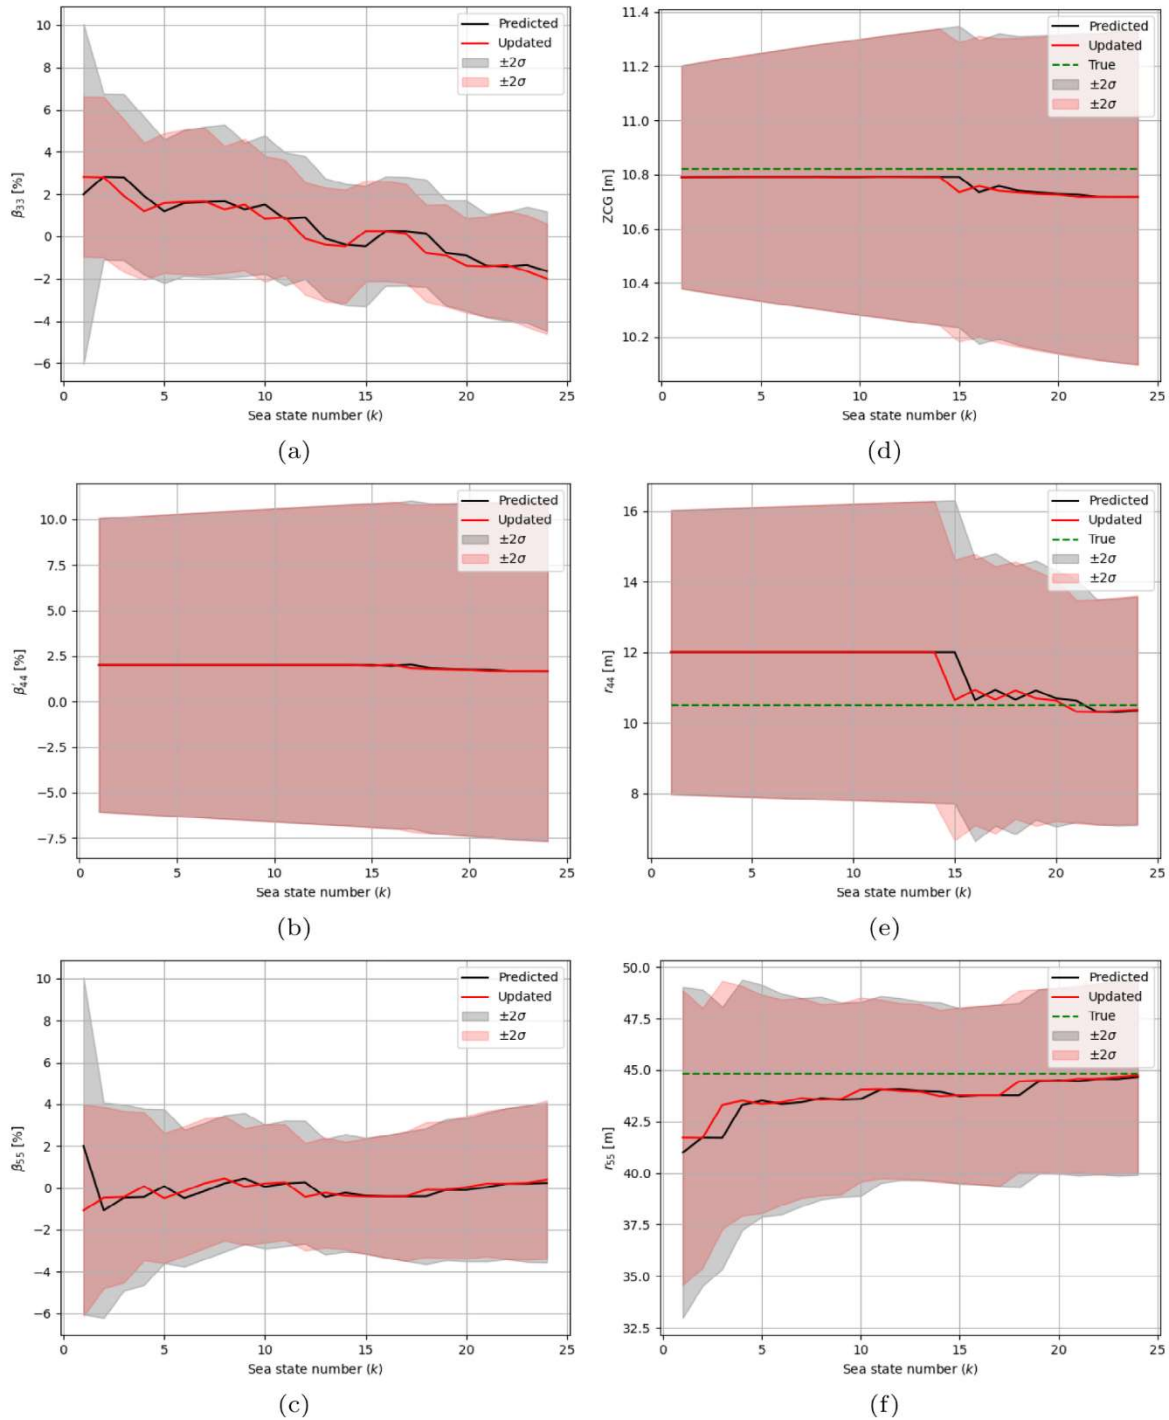 10
8
6
4
2
0
−2
−4
−6
β33 [%]
Predicted
Updated
±2σ
±2σ
0 5 10 15 20 25
Sea state number (k)
(a)
11.4
11.2
11.0
10.8
10.6
10.4
10.2
ZCG [m]
Predicted
Updated
True
±2σ
±2σ
0 5 10 15 20 25
Sea state number (k)
(d)
10.0
7.5
5.0
2.5
0.0
−2.5
−5.0
−7.5
β′44 [%]
Predicted
Updated
±2σ
±2σ
0 5 10 15 20 25
Sea state number (k)
(b)
16
14
12
10
8
r44 [m]
Predicted
Updated
True
±2σ
±2σ
0 5 10 15 20 25
Sea state number (k)
(e)
10
8
6
4
2
0
−2
−4
−6
β55 [%]
Predicted
Updated
±2σ
±2σ
0 5 10 15 20 25
Sea state number (k)
(c)
50.0
47.5
45.0
42.5
40.0
37.5
35.0
32.5
r55 [m]
Predicted
Updated
True
±2σ
±2σ
0 5 10 15 20 25
Sea state number (k)
(f)